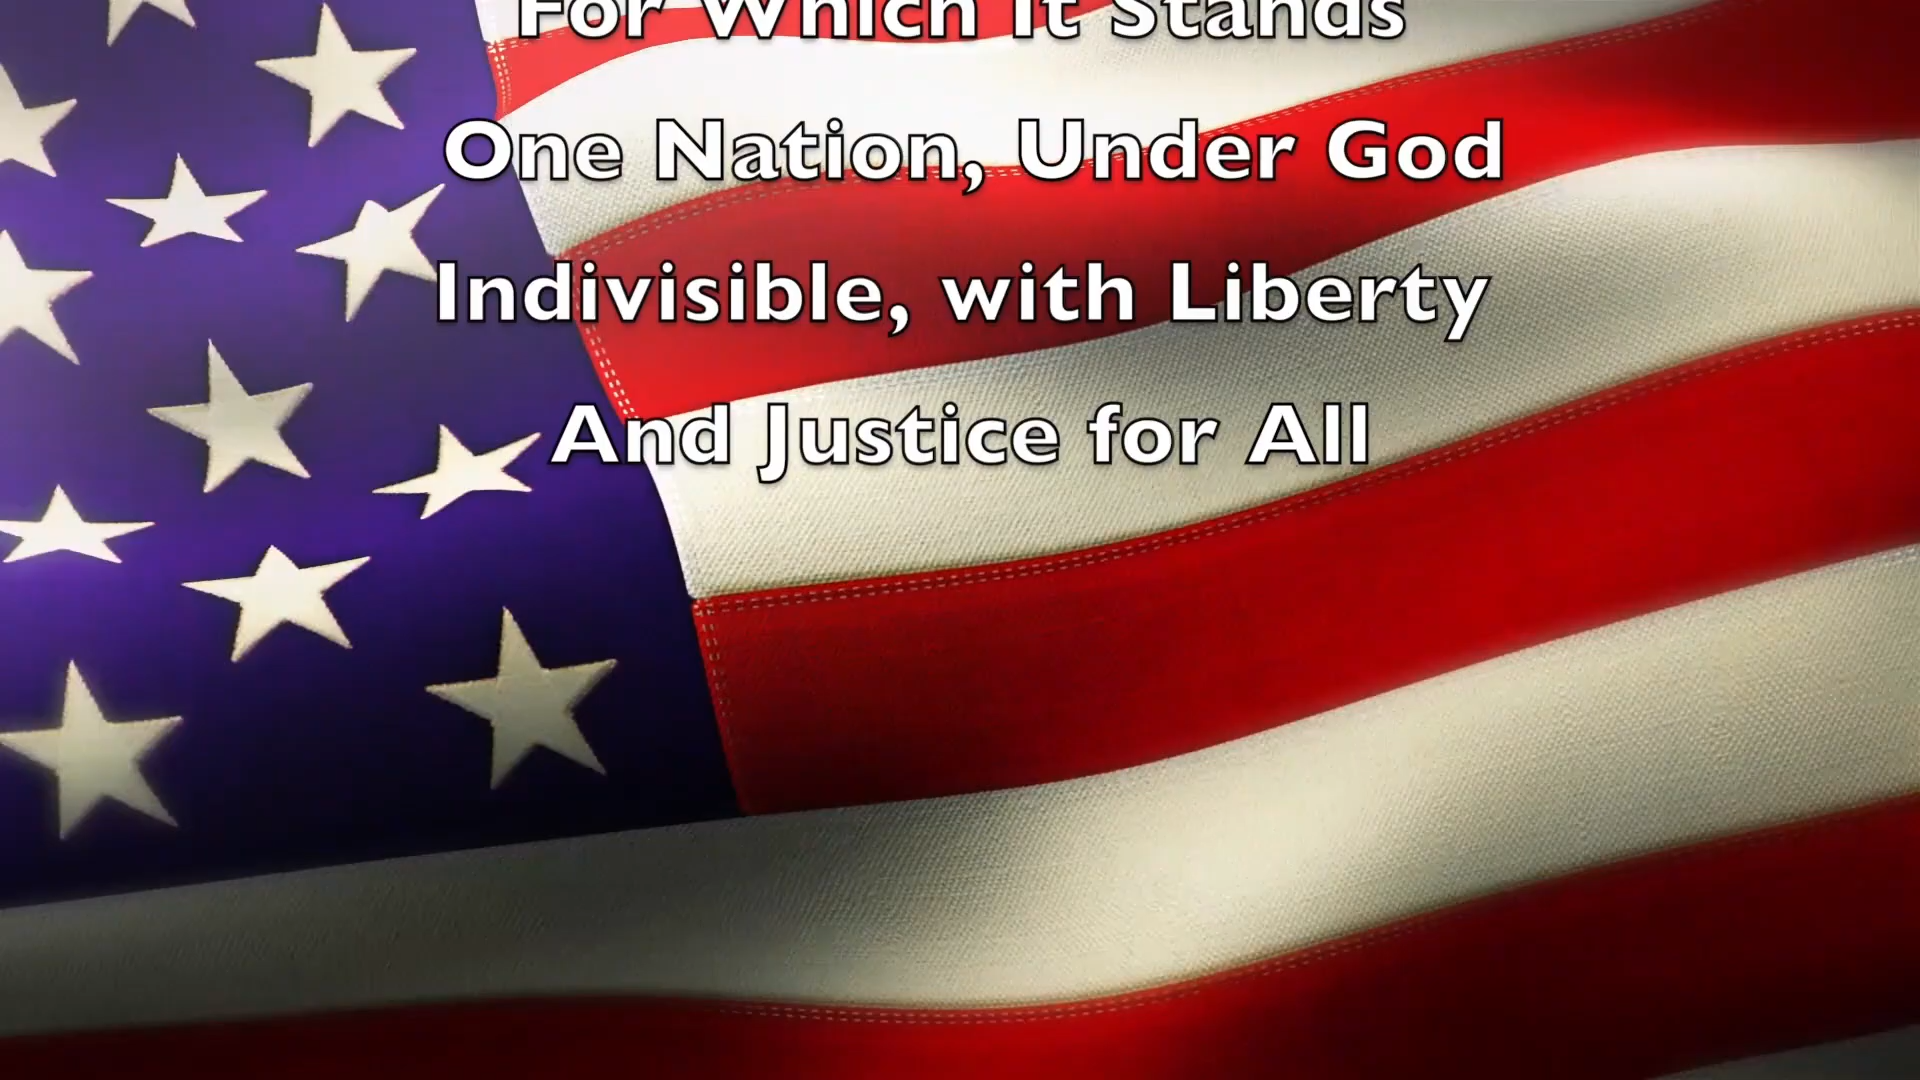 For Which It Stands
One Nation, Under God
Indivisible, with Liberty
And Justice for All